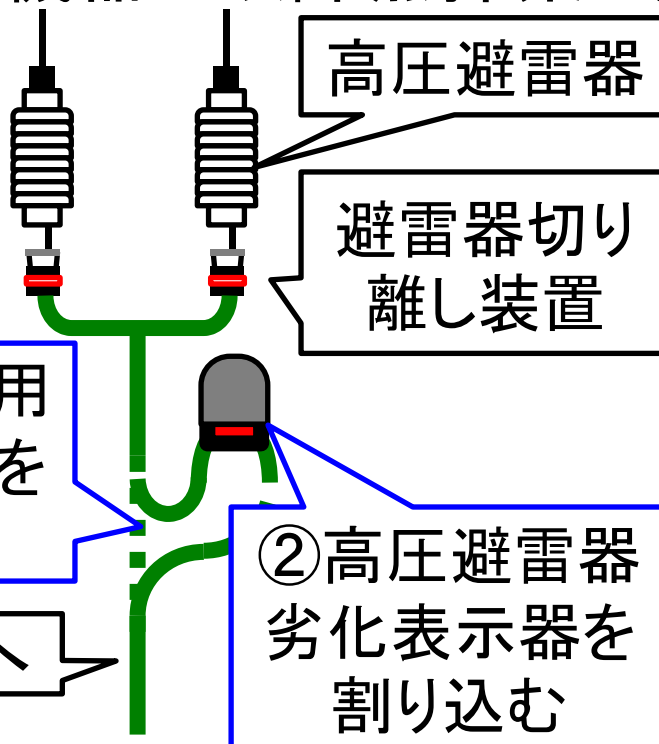 高圧避雷器
避雷器切り
離し装置
用
を
②高圧避雷器
劣化表示器を
割り込む
へ